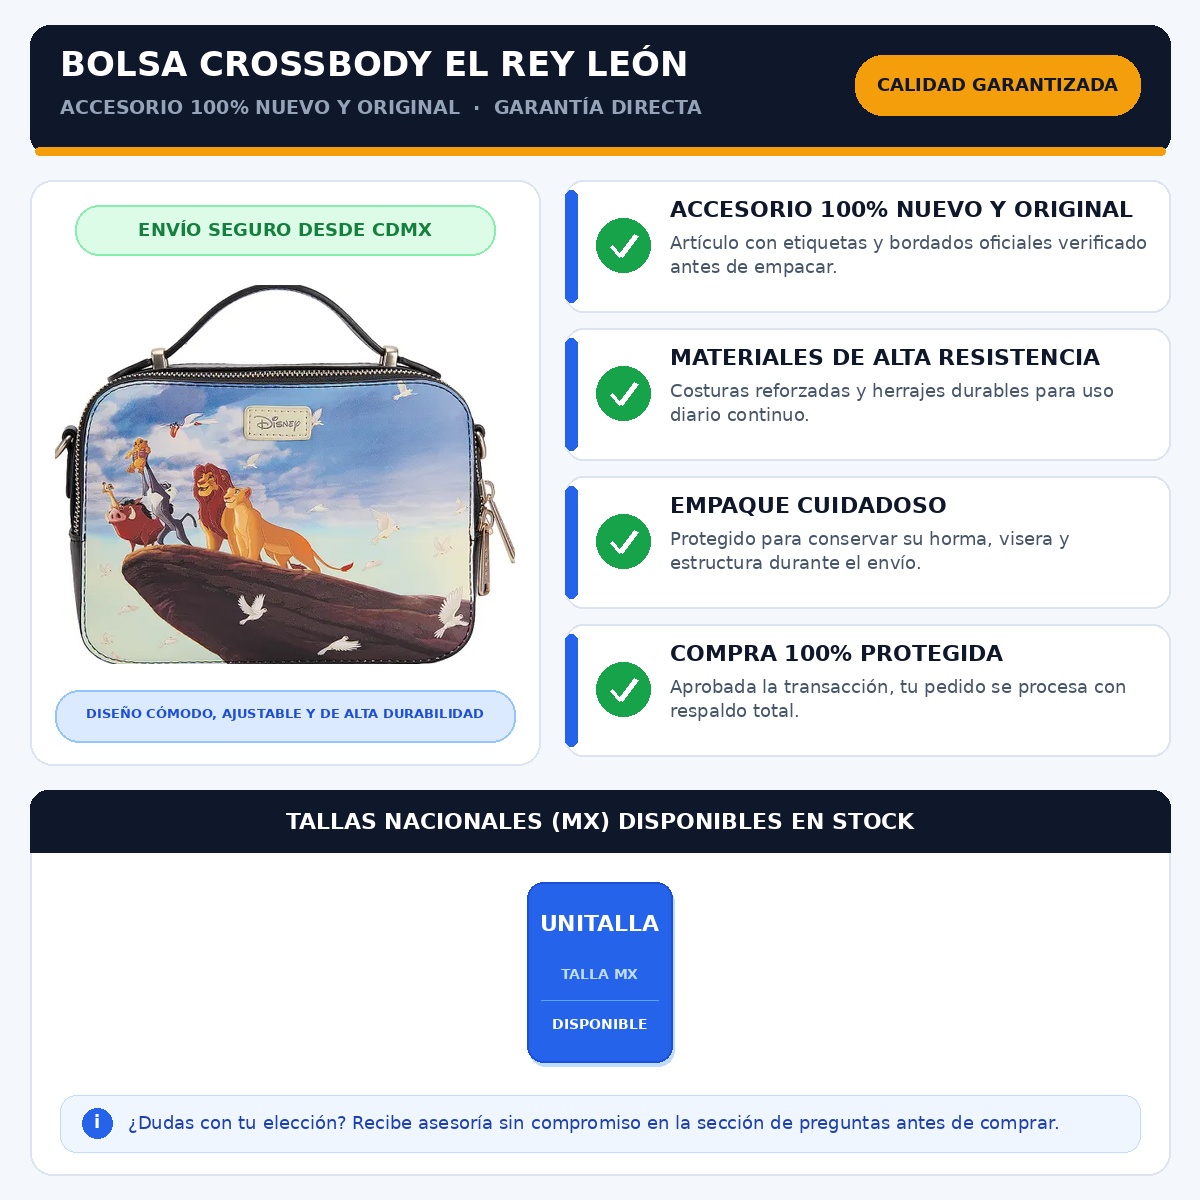 BOLSA CROSSBODY EL REY LEÓN
ACCESORIO 100% NUEVO Y ORIGINAL · GARANTÍA DIRECTA
CALIDAD GARANTIZADA
ENVÍO SEGURO DESDE CDMX
Disney
DISEÑO CÓMODO, AJUSTABLE Y DE ALTA DURABILIDAD
ACCESORIO 100% NUEVO Y ORIGINAL
Artículo con etiquetas y bordados oficiales verificado
antes de empacar.
MATERIALES DE ALTA RESISTENCIA
Costuras reforzadas y herrajes durables para uso
diario continuo.
EMPAQUE CUIDADOSO
Protegido para conservar su horma, visera y
estructura durante el envío.
COMPRA 100% PROTEGIDA
Aprobada la transacción, tu pedido se procesa con
respaldo total.
TALLAS NACIONALES (MX) DISPONIBLES EN STOCK
UNITALLA
TALLA MX
DISPONIBLE
i ¿Dudas con tu elección? Recibe asesoría sin compromiso en la sección de preguntas antes de comprar.